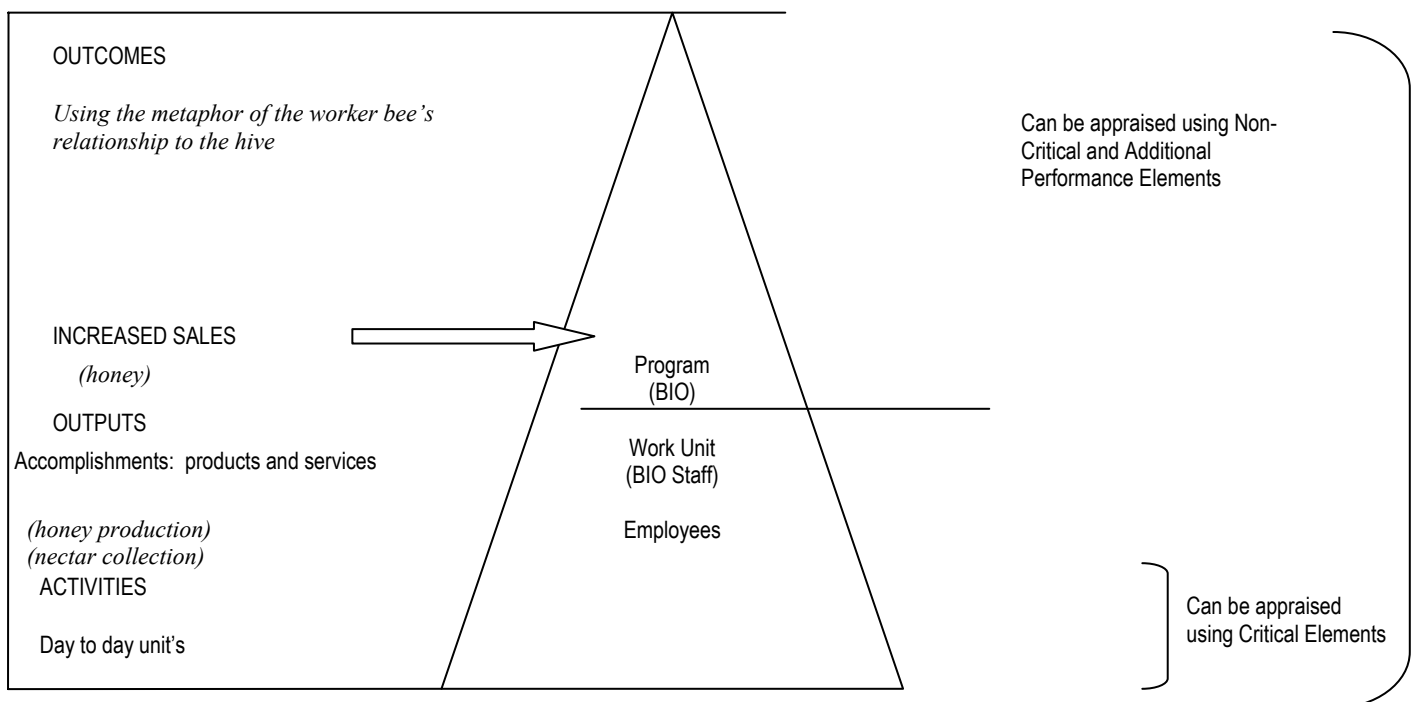 OUTCOMES
Using the metaphor of the worker bee’s
relationship to the hive
INCREASED SALES
(honey)
OUTPUTS
Accomplishments:  products and services
(honey production)
(nectar collection)
ACTIVITIES
Day to day unit’s
Program
(BIO)
Work Unit
(BIO Staff)
Employees
Can be appraised using Non-
Critical and Additional
Performance Elements
Can be appraised
using Critical Elements